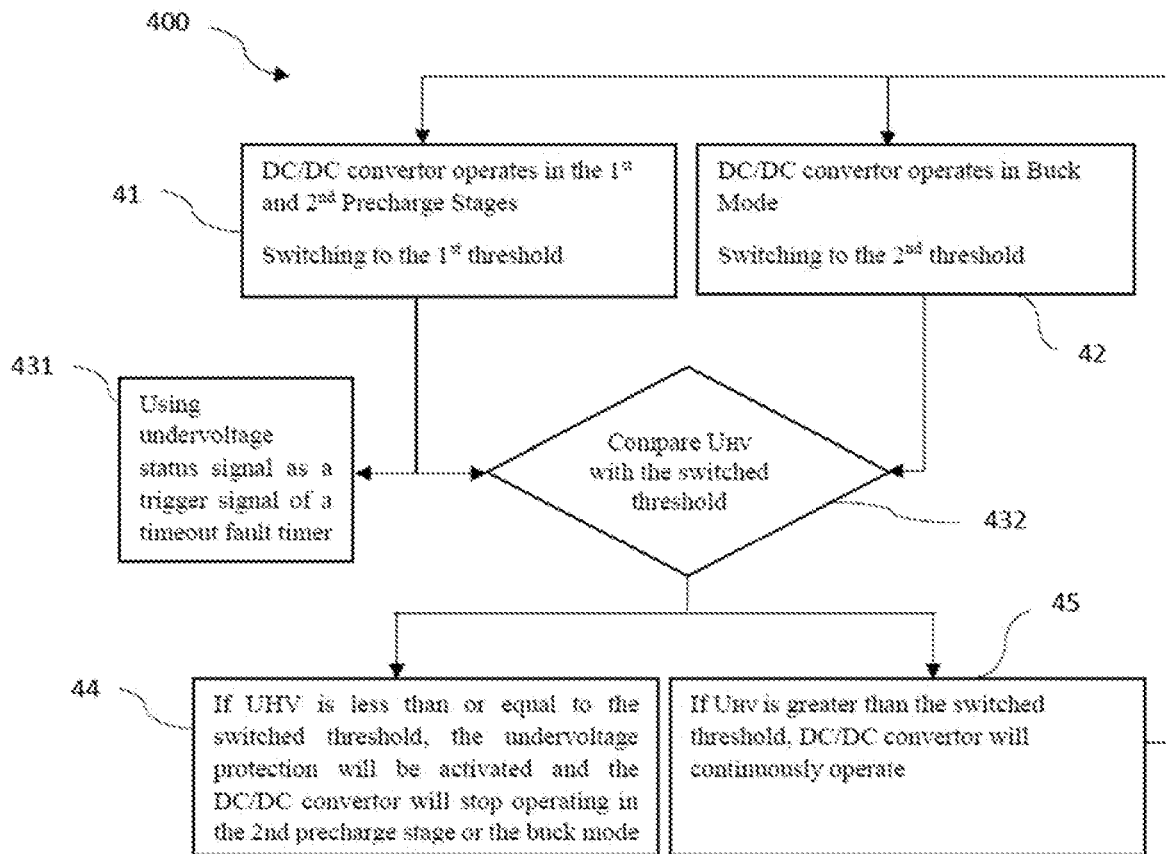 400
DC/DC convertor operates in the 1st
and 2nd Precharge Stages
Switching to the 1st threshold
41
DC/DC convertor operates in Buck
Mode
Switching to the 2nd threshold
42
431
Using
undervoltage
status signal as a
trigger signal of a
timeout fault timer
Compare UHV
with the switched
threshold
432
45
44
If UHV is less than or equal to the
switched threshold, the undervoltage
protection will be activated and the
DC/DC convertor will stop operating in
the 2nd precharge stage or the buck mode
If UHV is greater than the switched
threshold, DC/DC convertor will
continuously operate